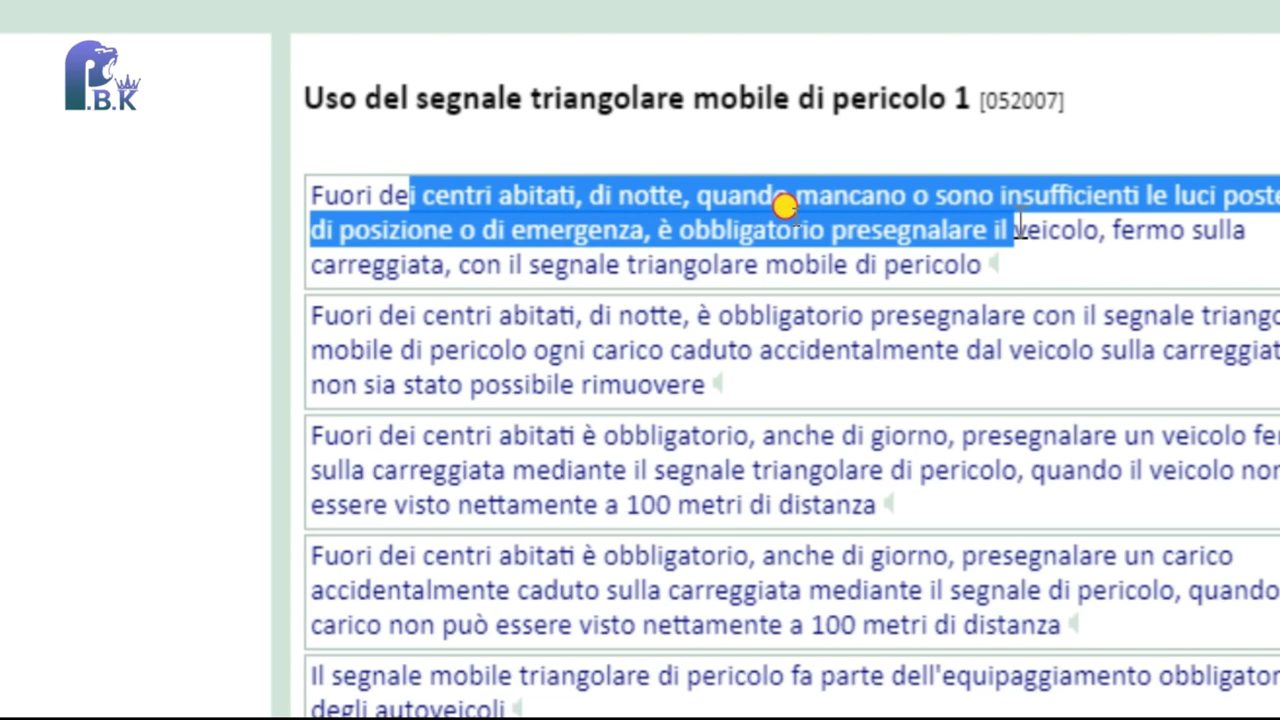 P.B.K
Uso del segnale triangolare mobile di pericolo 1 [052007]
Fuori dei centri abitati, di notte, quando mancano o sono insufficienti le luci
di posizione o di emergenza, è obbligatorio presegnalare il veicolo, fermo sulla
carreggiata, con il segnale triangolare mobile di pericolo
Fuori dei centri abitati, di notte, è obbligatorio presegnalare con il segnale
mobile di pericolo ogni carico caduto accidentalmente dal veicolo sulla
non sia stato possibile rimuovere
Fuori dei centri abitati è obbligatorio, anche di giorno, presegnalare un veicolo
sulla carreggiata mediante il segnale triangolare di pericolo, quando il veicolo
essere visto nettamente a 100 metri di distanza
Fuori dei centri abitati è obbligatorio, anche di giorno, presegnalare un carico
accidentalmente caduto sulla carreggiata mediante il segnale di pericolo, quando
carico non può essere visto nettamente a 100 metri di distanza
Il segnale mobile triangolare di pericolo fa parte dell'equipaggiamento
degli autoveicoli